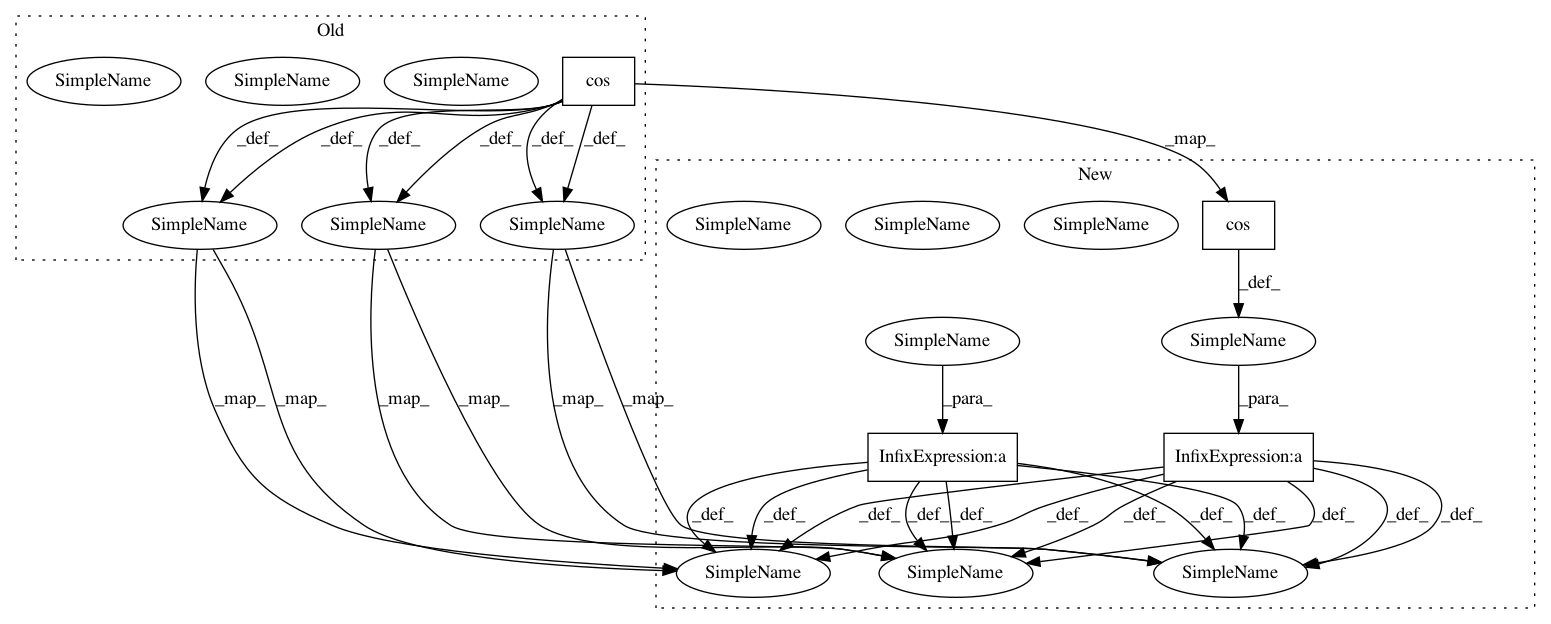 Old
SimpleName
SimpleName
SimpleName
cos
_def_
_def_
_def_
_def_
_def_
_def_
_map_
New
SimpleName
SimpleName
SimpleName
SimpleName
SimpleName
SimpleName
cos
_def_
SimpleName
SimpleName
_map_
_map_
_map_
_map_
_map_
_map_
_para_
_para_
InfixExpression:a
InfixExpression:a
_def_
_def_
_def_
_def_
_def_
_def_
_def_
_def_
_def_
_def_
_def_
_def_
SimpleName
SimpleName
SimpleName